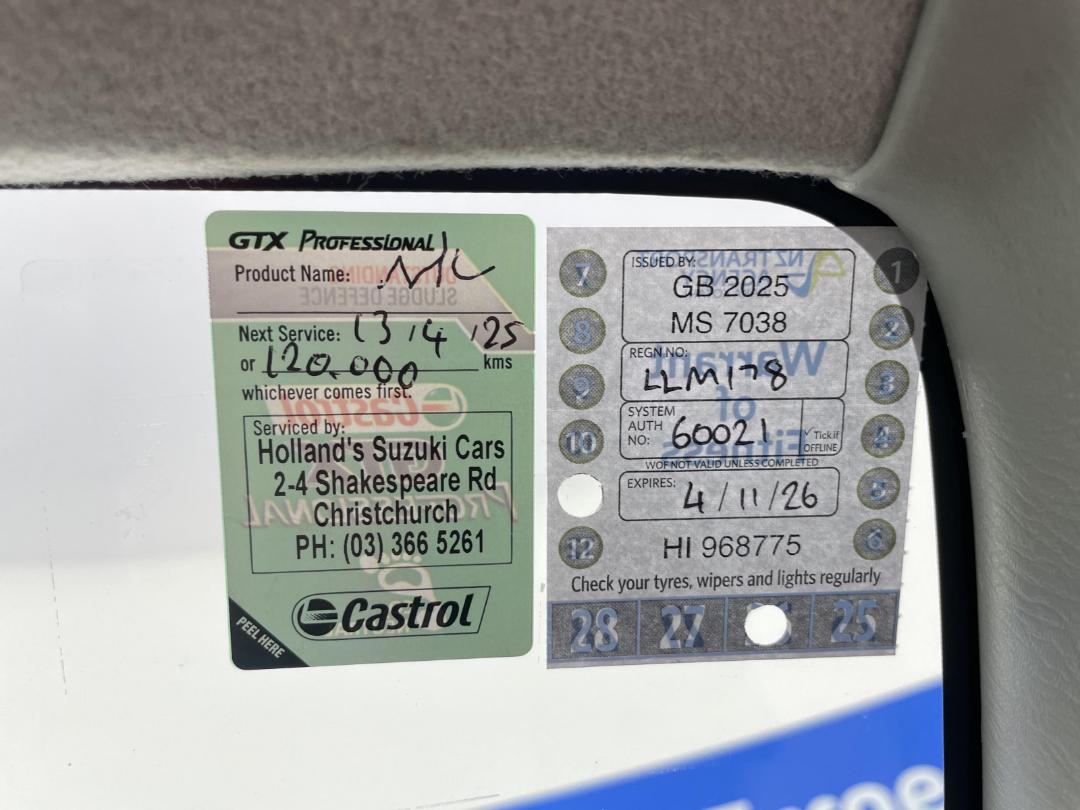 GTX PROFESSIONAL
Product Name:
OUTSTANDING
SLUDGE DEFENCE
Next Service: 13/4/25
or 120,000 kms
whichever comes first.
Castrol
GTX
PROFESSIONAL
Serviced by:
Holland's Suzuki Cars
2-4 Shakespeare Rd
Christchurch
PH: (03) 366 5261
Castrol
PEEL HERE
NZ TRANSPORT
AGENCY
Warrant
of
Fitness
ISSUED BY:
GB 2025
MS 7038
REGN NO:
LLM178
SYSTEM
AUTH
NO: 60021
✓ Tick if
OFFLINE
WOF NOT VALID UNLESS COMPLETED
EXPIRES: 4/11/26
HI 968775
Check your tyres, wipers and lights regularly
7
8
9
10
12
1
2
3
4
5
6
28 27 25